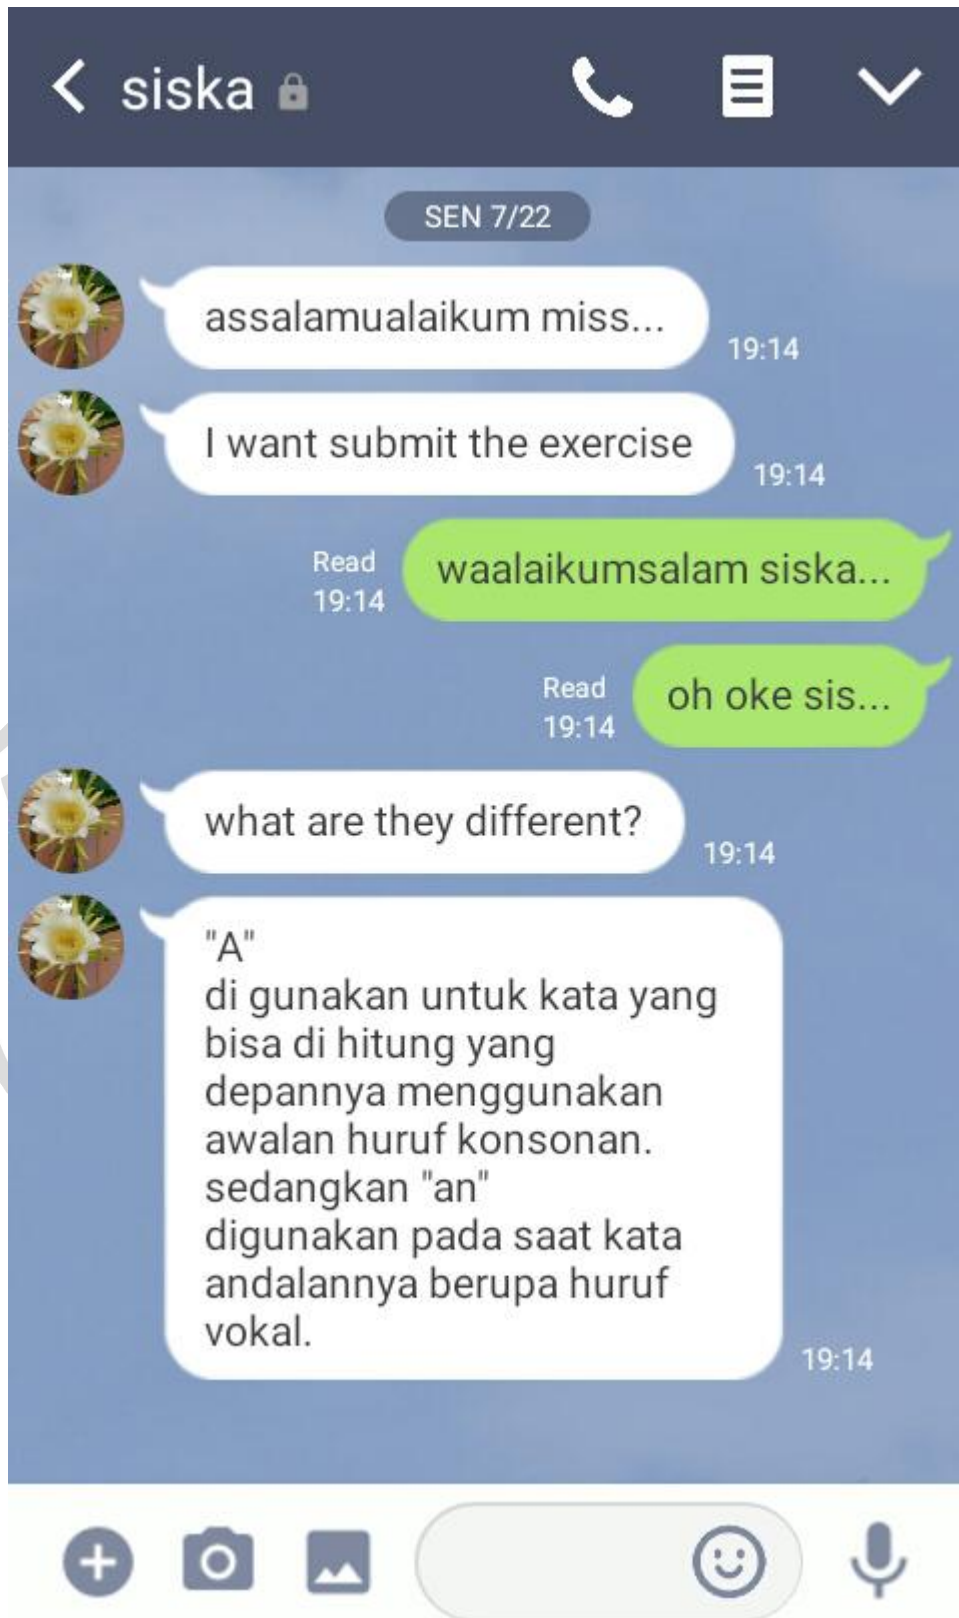 siska
SEN 7/22
assalamualaikum miss...
19:14
I want submit the exercise
19:14
waalaikumsalam siska...
Read
19:14
oh oke sis...
Read
19:14
what are they different?
19:14
"A"
di gunakan untuk kata yang
bisa di hitung yang
depannya menggunakan
awalan huruf konsonan.
sedangkan "an"
digunakan pada saat kata
andalannya berupa huruf
vokal.
19:14